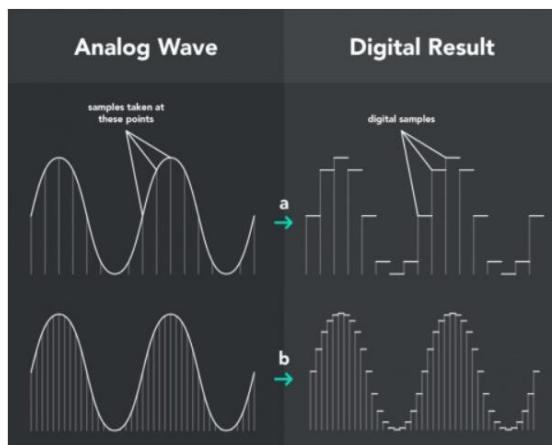 Analog Wave
Digital Result
samples taken at
these points
digital samples
a
b